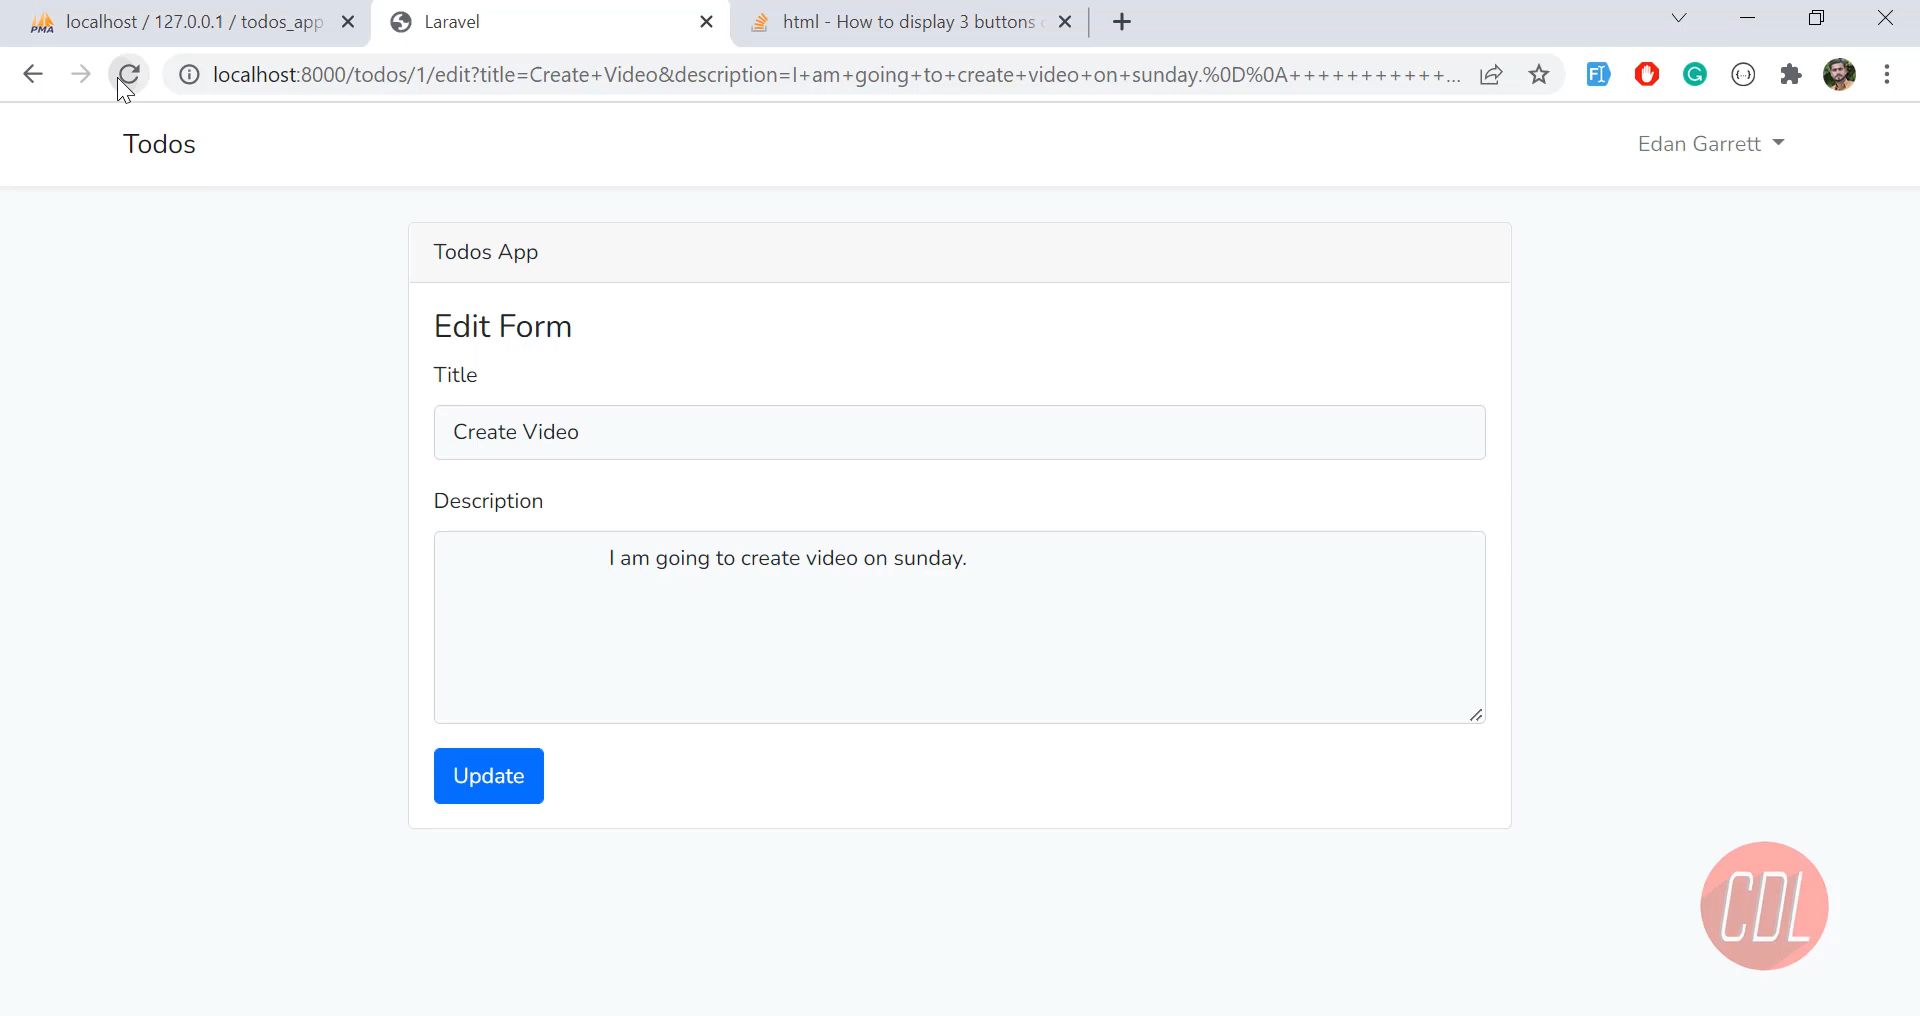 localhost / 127.0.0.1 / todos_app
Laravel
html - How to display 3 buttons
localhost:8000/todos/1/edit?title=Create+Video&description=I+am+going+to+create+video+on+sunday.%0D%0A+++++++++++...
Todos
Edan Garrett
Todos App
Edit Form
Title
Create Video
Description
I am going to create video on sunday.
Update
CDL